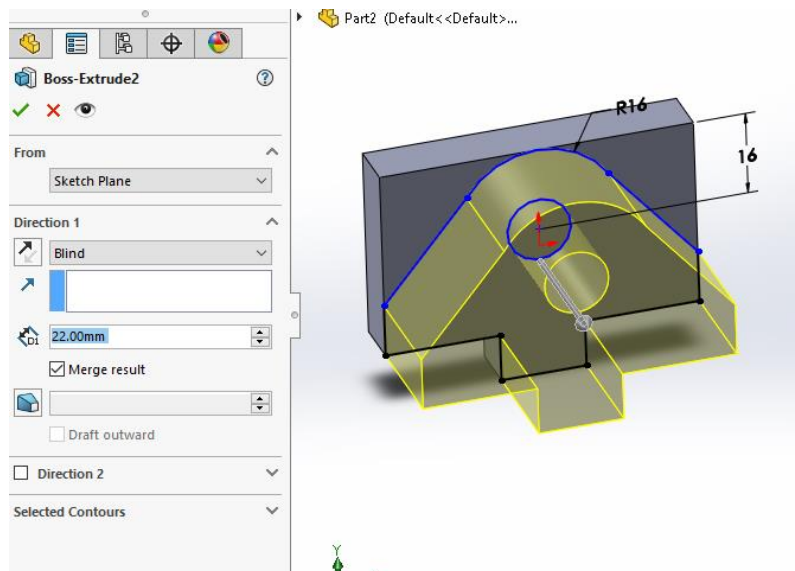 Part2 (Default<<Default>...
Boss-Extrude2
From
Sketch Plane
Direction 1
Blind
D1
22.00mm
Merge result
Draft outward
Direction 2
Selected Contours
R16
16
Y